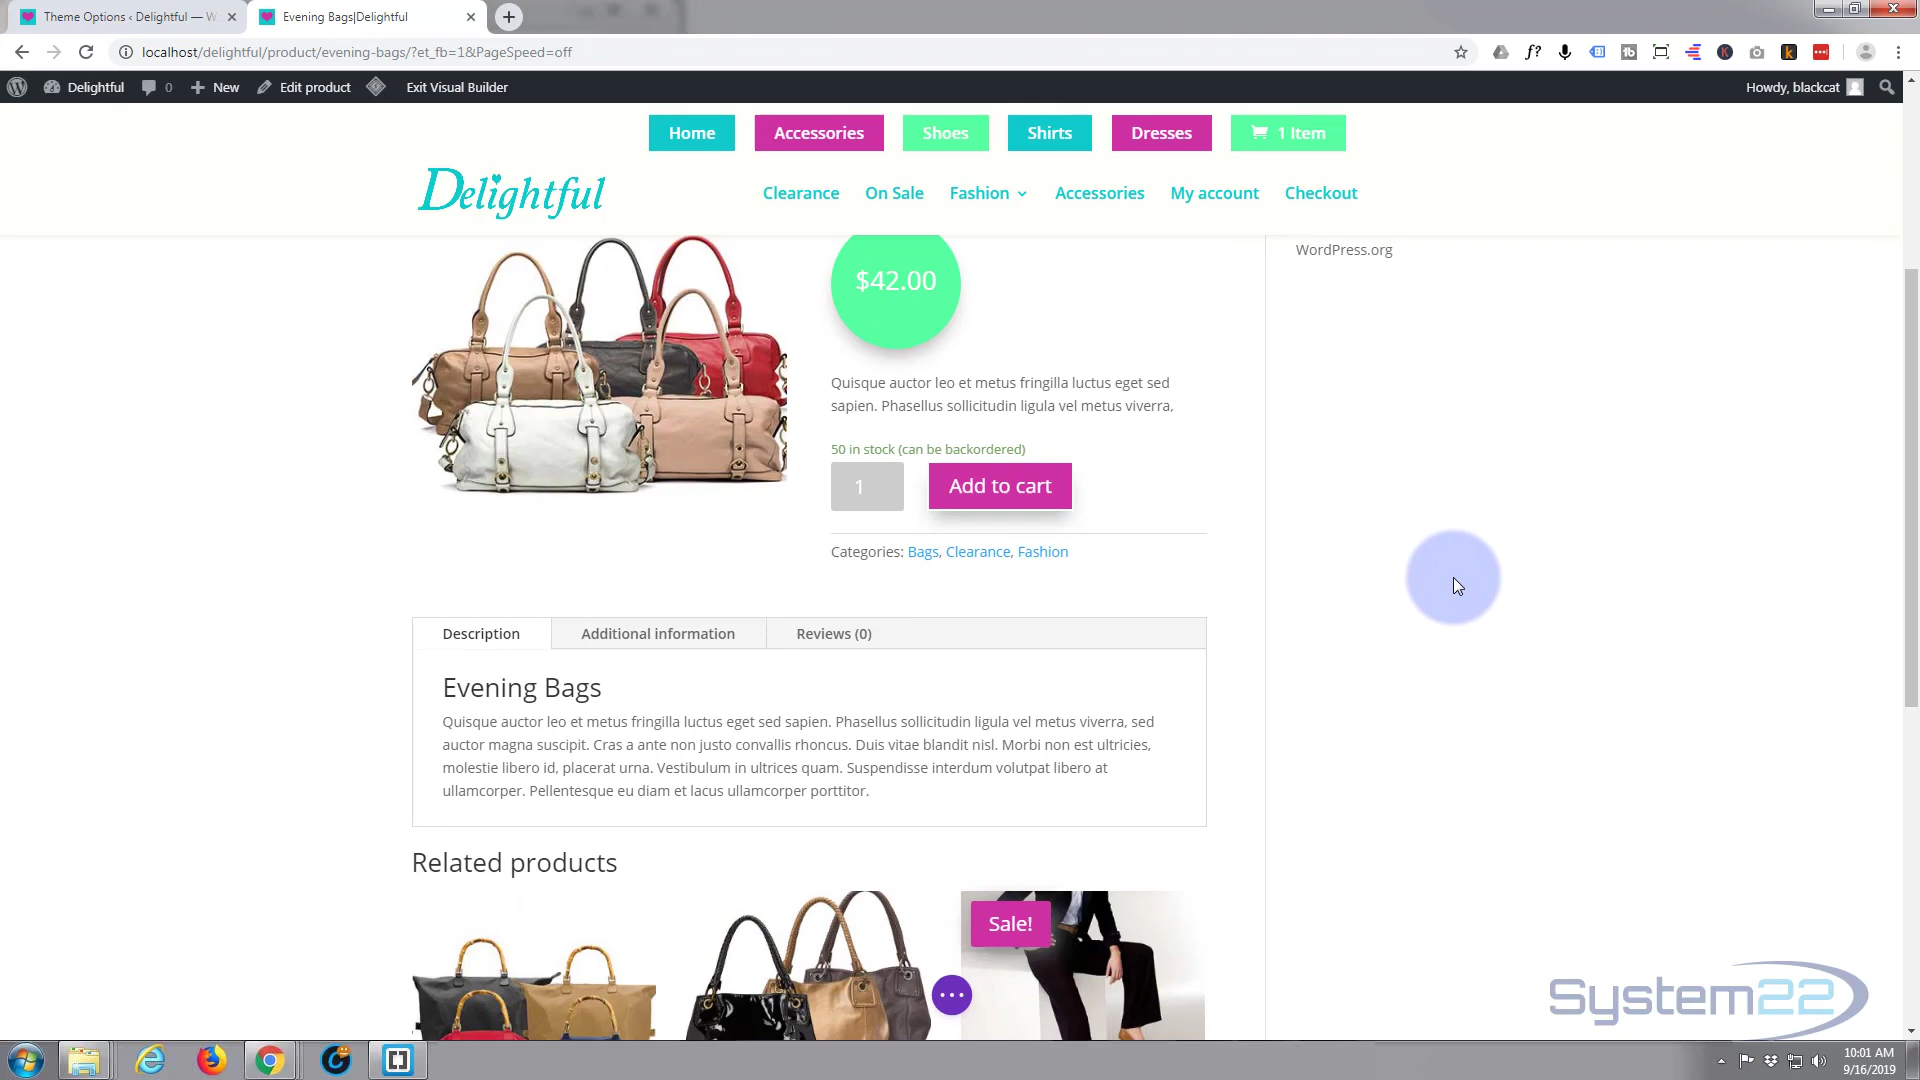 Theme Options ‹ Delightful — W
Evening Bags|Delightful
localhost/delightful/product/evening-bags/?et_fb=1&PageSpeed=off
Delightful 0 New Edit product Exit Visual Builder Howdy, blackcat
Home Accessories Shoes Shirts Dresses 1 Item
Delightful Clearance On Sale Fashion Accessories My account Checkout
WordPress.org
$42.00
Quisque auctor leo et metus fringilla luctus eget sed
sapien. Phasellus sollicitudin ligula vel metus viverra,
50 in stock (can be backordered)
1 Add to cart
Categories: Bags, Clearance, Fashion
Description Additional information Reviews (0)
Evening Bags
Quisque auctor leo et metus fringilla luctus eget sed sapien. Phasellus sollicitudin ligula vel metus viverra, sed
auctor magna suscipit. Cras a ante non justo convallis rhoncus. Duis vitae blandit nisl. Morbi non est ultricies,
molestie libero id, placerat urna. Vestibulum in ultrices quam. Suspendisse interdum volutpat libero at
ullamcorper. Pellentesque eu diam et lacus ullamcorper porttitor.
Related products
Sale!
System22
10:01 AM
9/16/2019